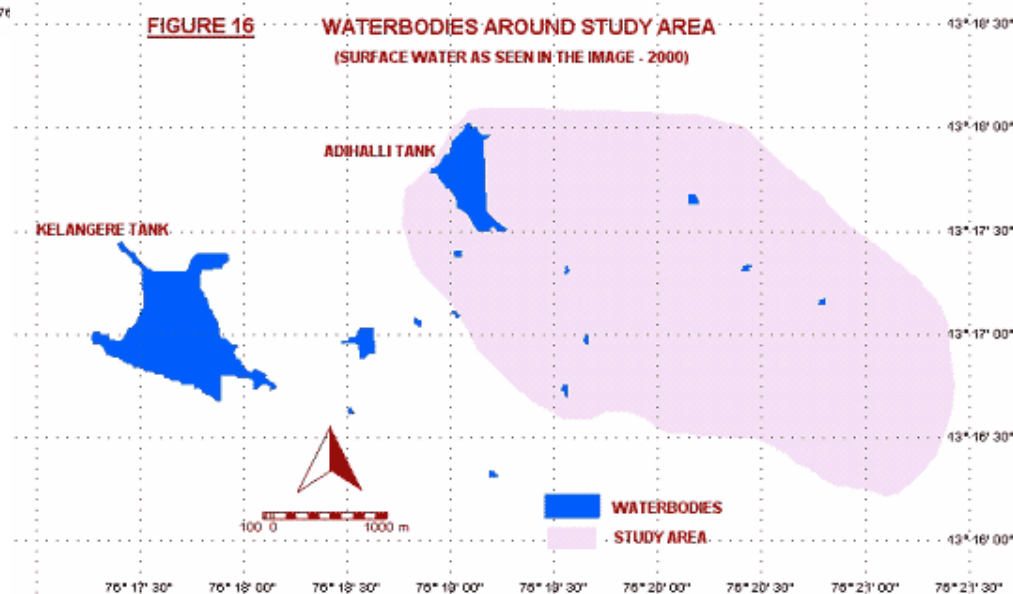 76
FIGURE 16
WATERBODIES AROUND STUDY AREA
(SURFACE WATER AS SEEN IN THE IMAGE - 2000)
13° 18' 30"
13° 18' 00"
ADIHALLI TANK
KELANGERE TANK
13° 17' 30"
13° 17' 00"
13° 16' 30"
WATERBODIES
100 0 1000 m
STUDY AREA
13° 16' 00"
76° 17' 30" 76° 18' 00" 76° 18' 30" 76° 19' 00" 76° 19' 30" 76° 20' 00" 76° 20' 30" 76° 21' 00" 76° 21' 30"